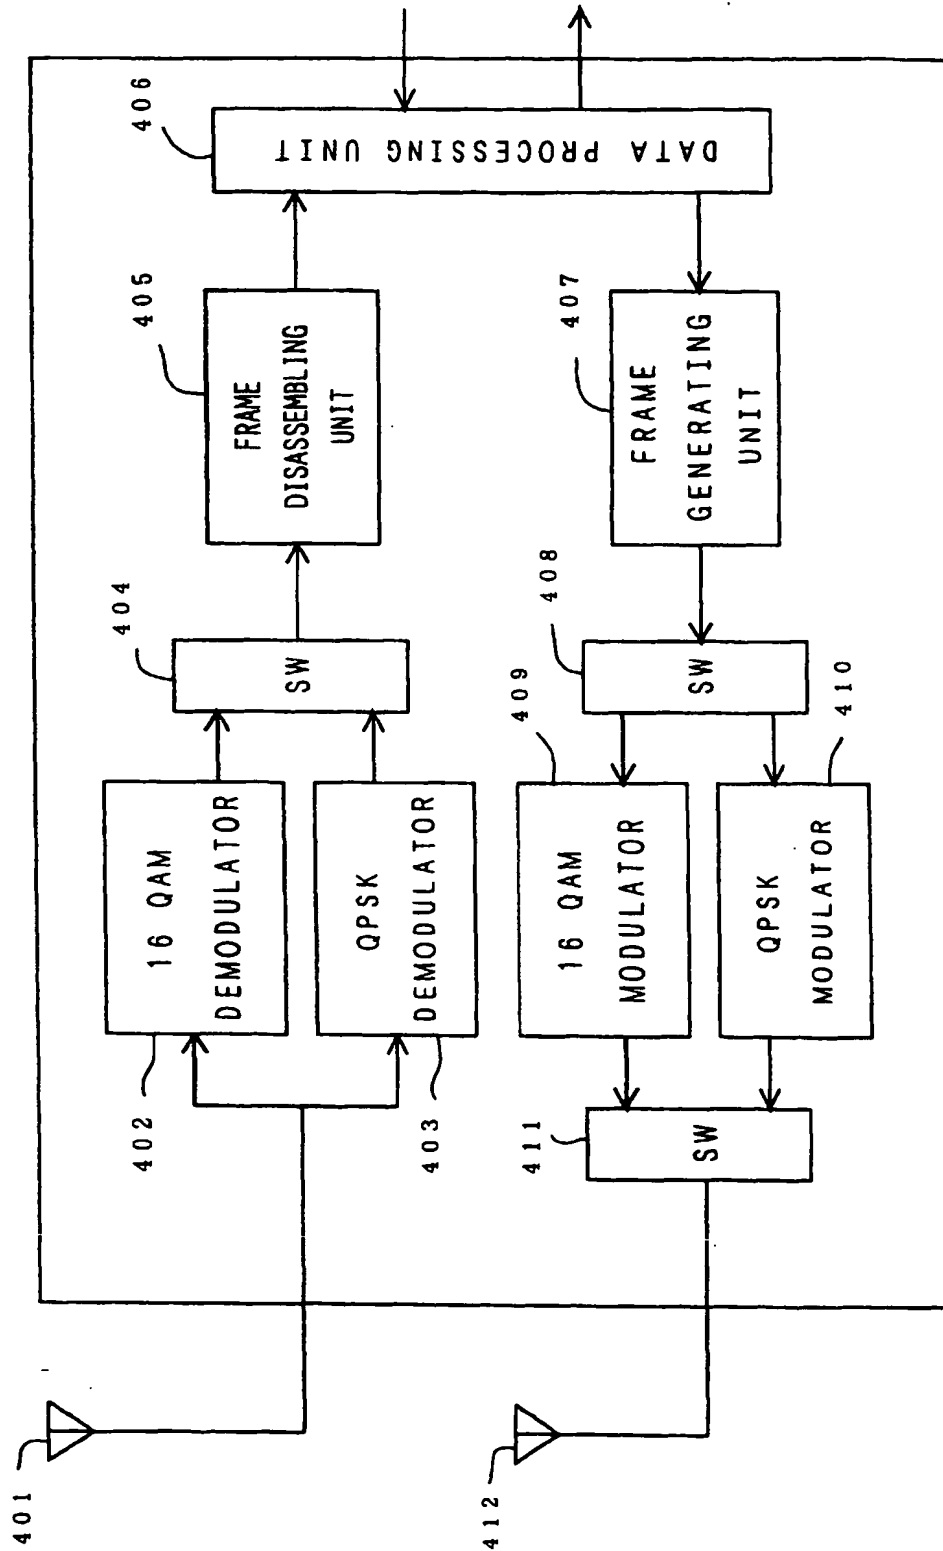 401
402
16 QAM
DEMODULATOR
403
QPSK
DEMODULATOR
404
SW
405
FRAME
DISASSEMBLING
UNIT
406
DATA PROCESSING UNIT
407
FRAME
GENERATING
UNIT
408
SW
409
16 QAM
MODULATOR
410
QPSK
MODULATOR
411
SW
412